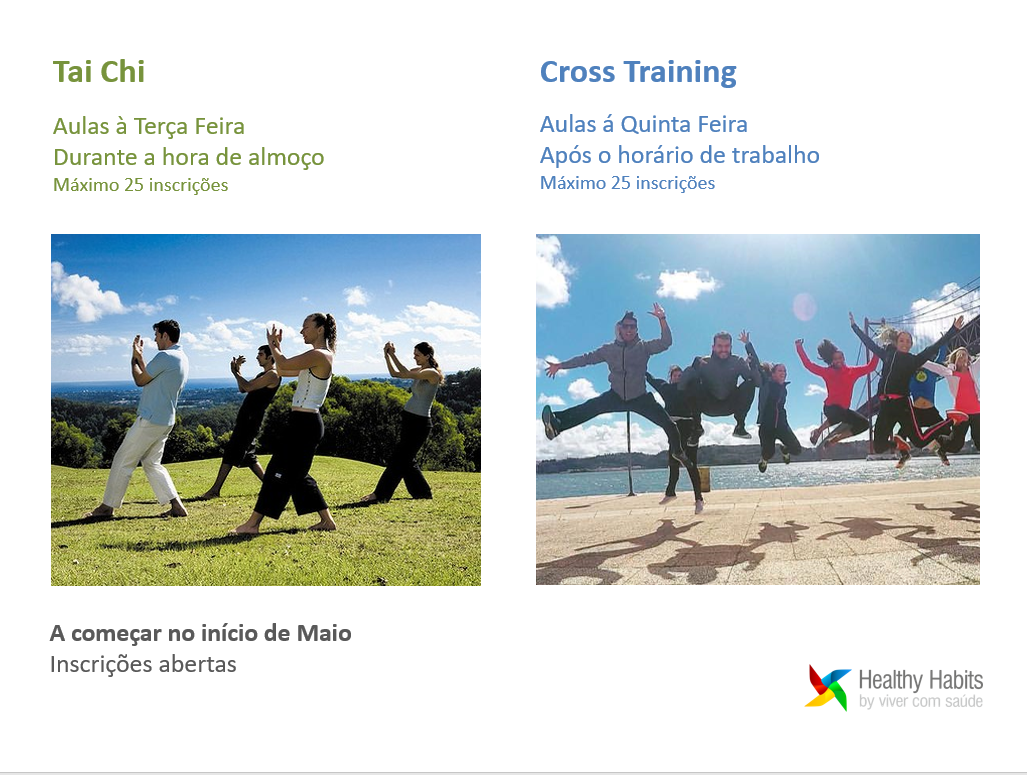 Tai Chi
Aulas à Terça Feira
Durante a hora de almoço
Máximo 25 inscrições
Cross Training
Aulas á Quinta Feira
Após o horário de trabalho
Máximo 25 inscrições
A começar no início de Maio
Inscrições abertas
Healthy Habits
by viver com saúde